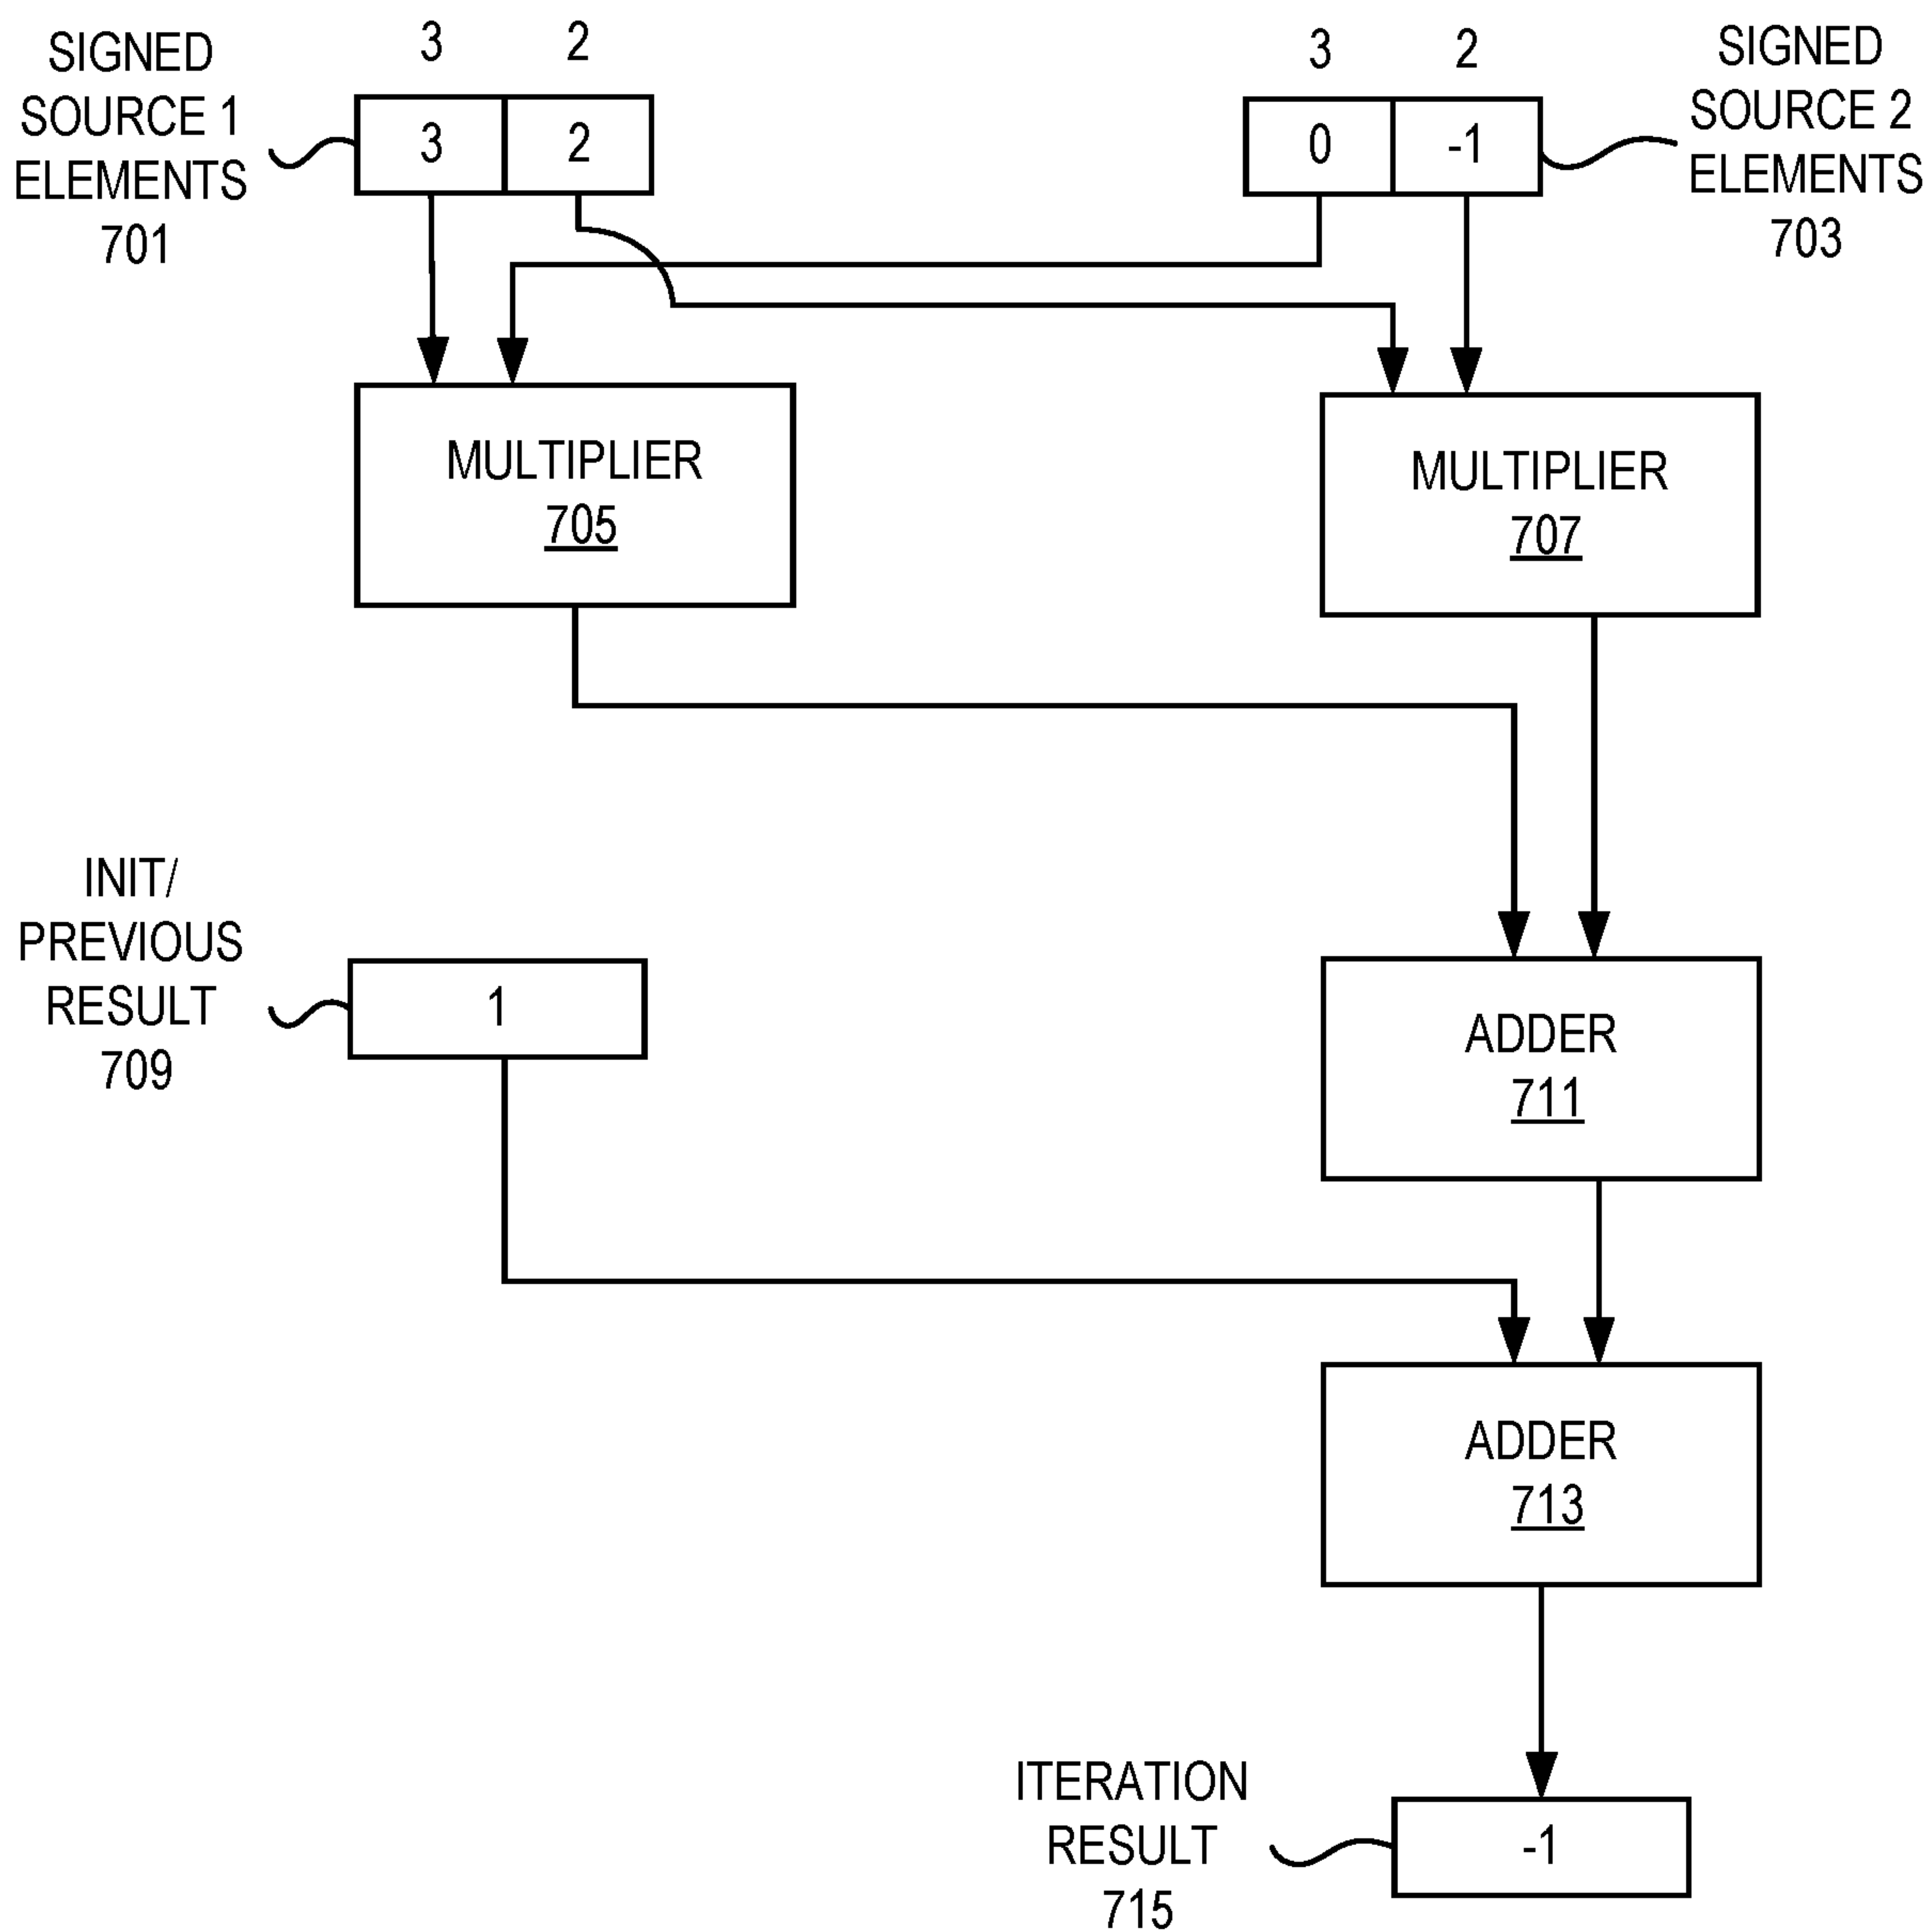 SIGNED
SOURCE 1
ELEMENTS
701
3 2
3 2
3 2
0 -1
SIGNED
SOURCE 2
ELEMENTS
703
MULTIPLIER
705
MULTIPLIER
707
INIT/
PREVIOUS
RESULT
709
1
ADDER
711
ADDER
713
ITERATION
RESULT
715
-1